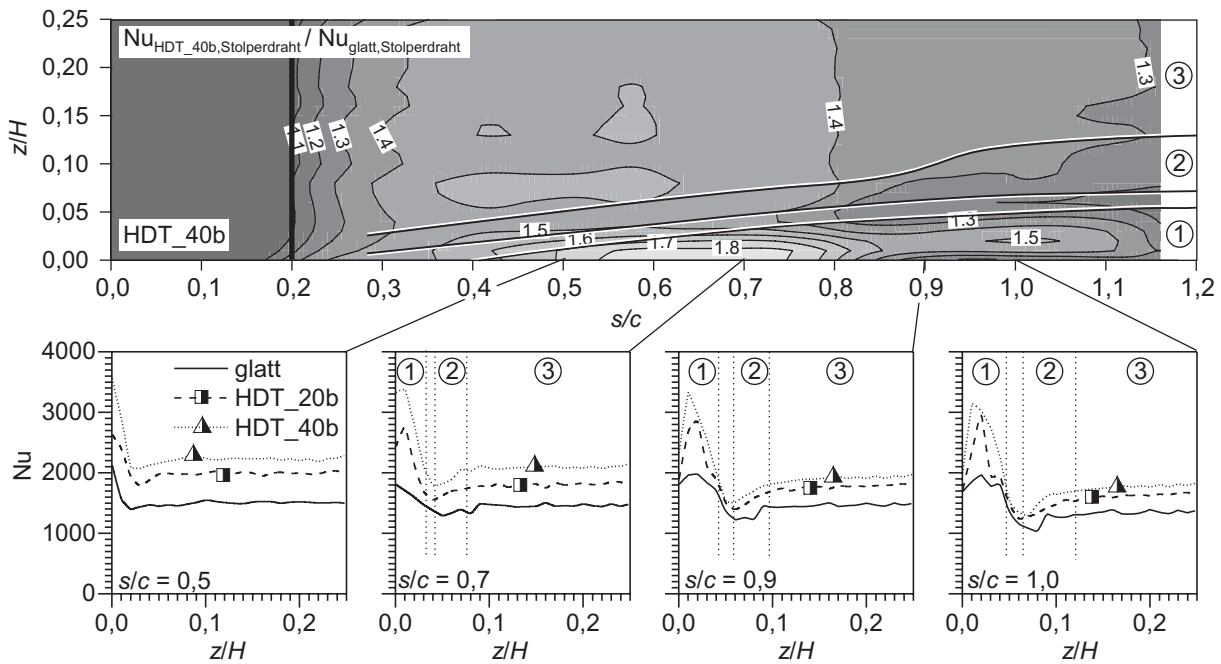 0,25
0,20
0,15
0,10
0,05
0,00
z/H
Nu HDT_40b,Stolperdraht / Nu glatt,Stolperdraht
HDT_40b
1.1
1.2
1.3
1.4
1.4
1.3
1.5
1.6
1.7
1.8
1.3
1.5
③
②
①
0,0 0,1 0,2 0,3 0,4 0,5 0,6 0,7 0,8 0,9 1,0 1,1 1,2
s/c
4000
3000
2000
1000
0
Nu
glatt
HDT_20b
HDT_40b
s/c = 0,5
0,0 0,1 0,2
z/H
① ② ③
s/c = 0,7
0,0 0,1 0,2
z/H
① ② ③
s/c = 0,9
0,0 0,1 0,2
z/H
① ② ③
s/c = 1,0
0,0 0,1 0,2
z/H